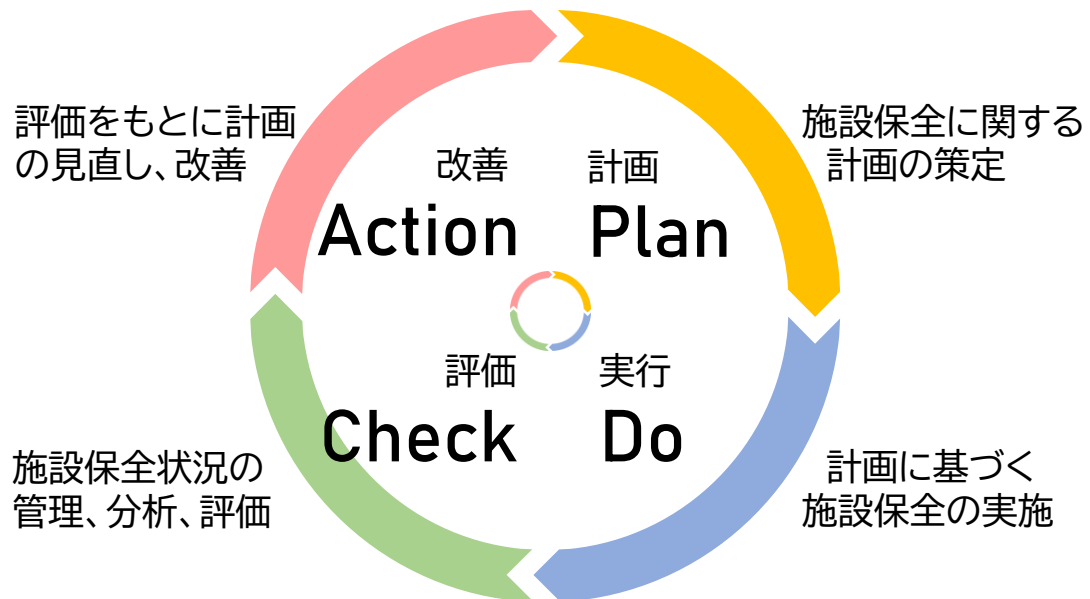 評価をもとに計画
の見直し、改善
改善
Action
計画
Plan
施設保全に関する
計画の策定
施設保全状況の
管理、分析、評価
評価
Check
実行
Do
計画に基づく
施設保全の実施